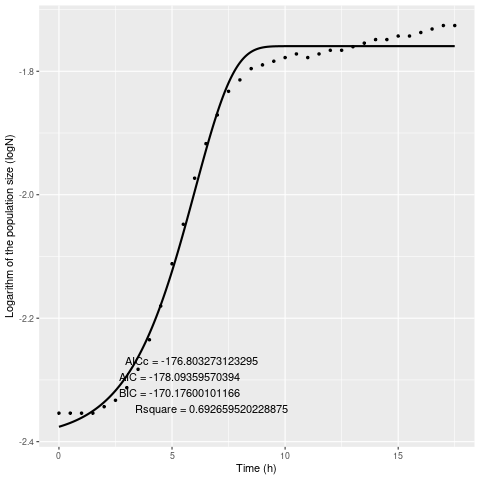 Logarithm of the population size (logN)
-1.8
-2.0
-2.2
-2.4
AICc = -176.803273123295
AIC = -178.09359570394
BIC = -170.17600101166
Rsquare = 0.692659520228875
0
5
10
15
Time (h)